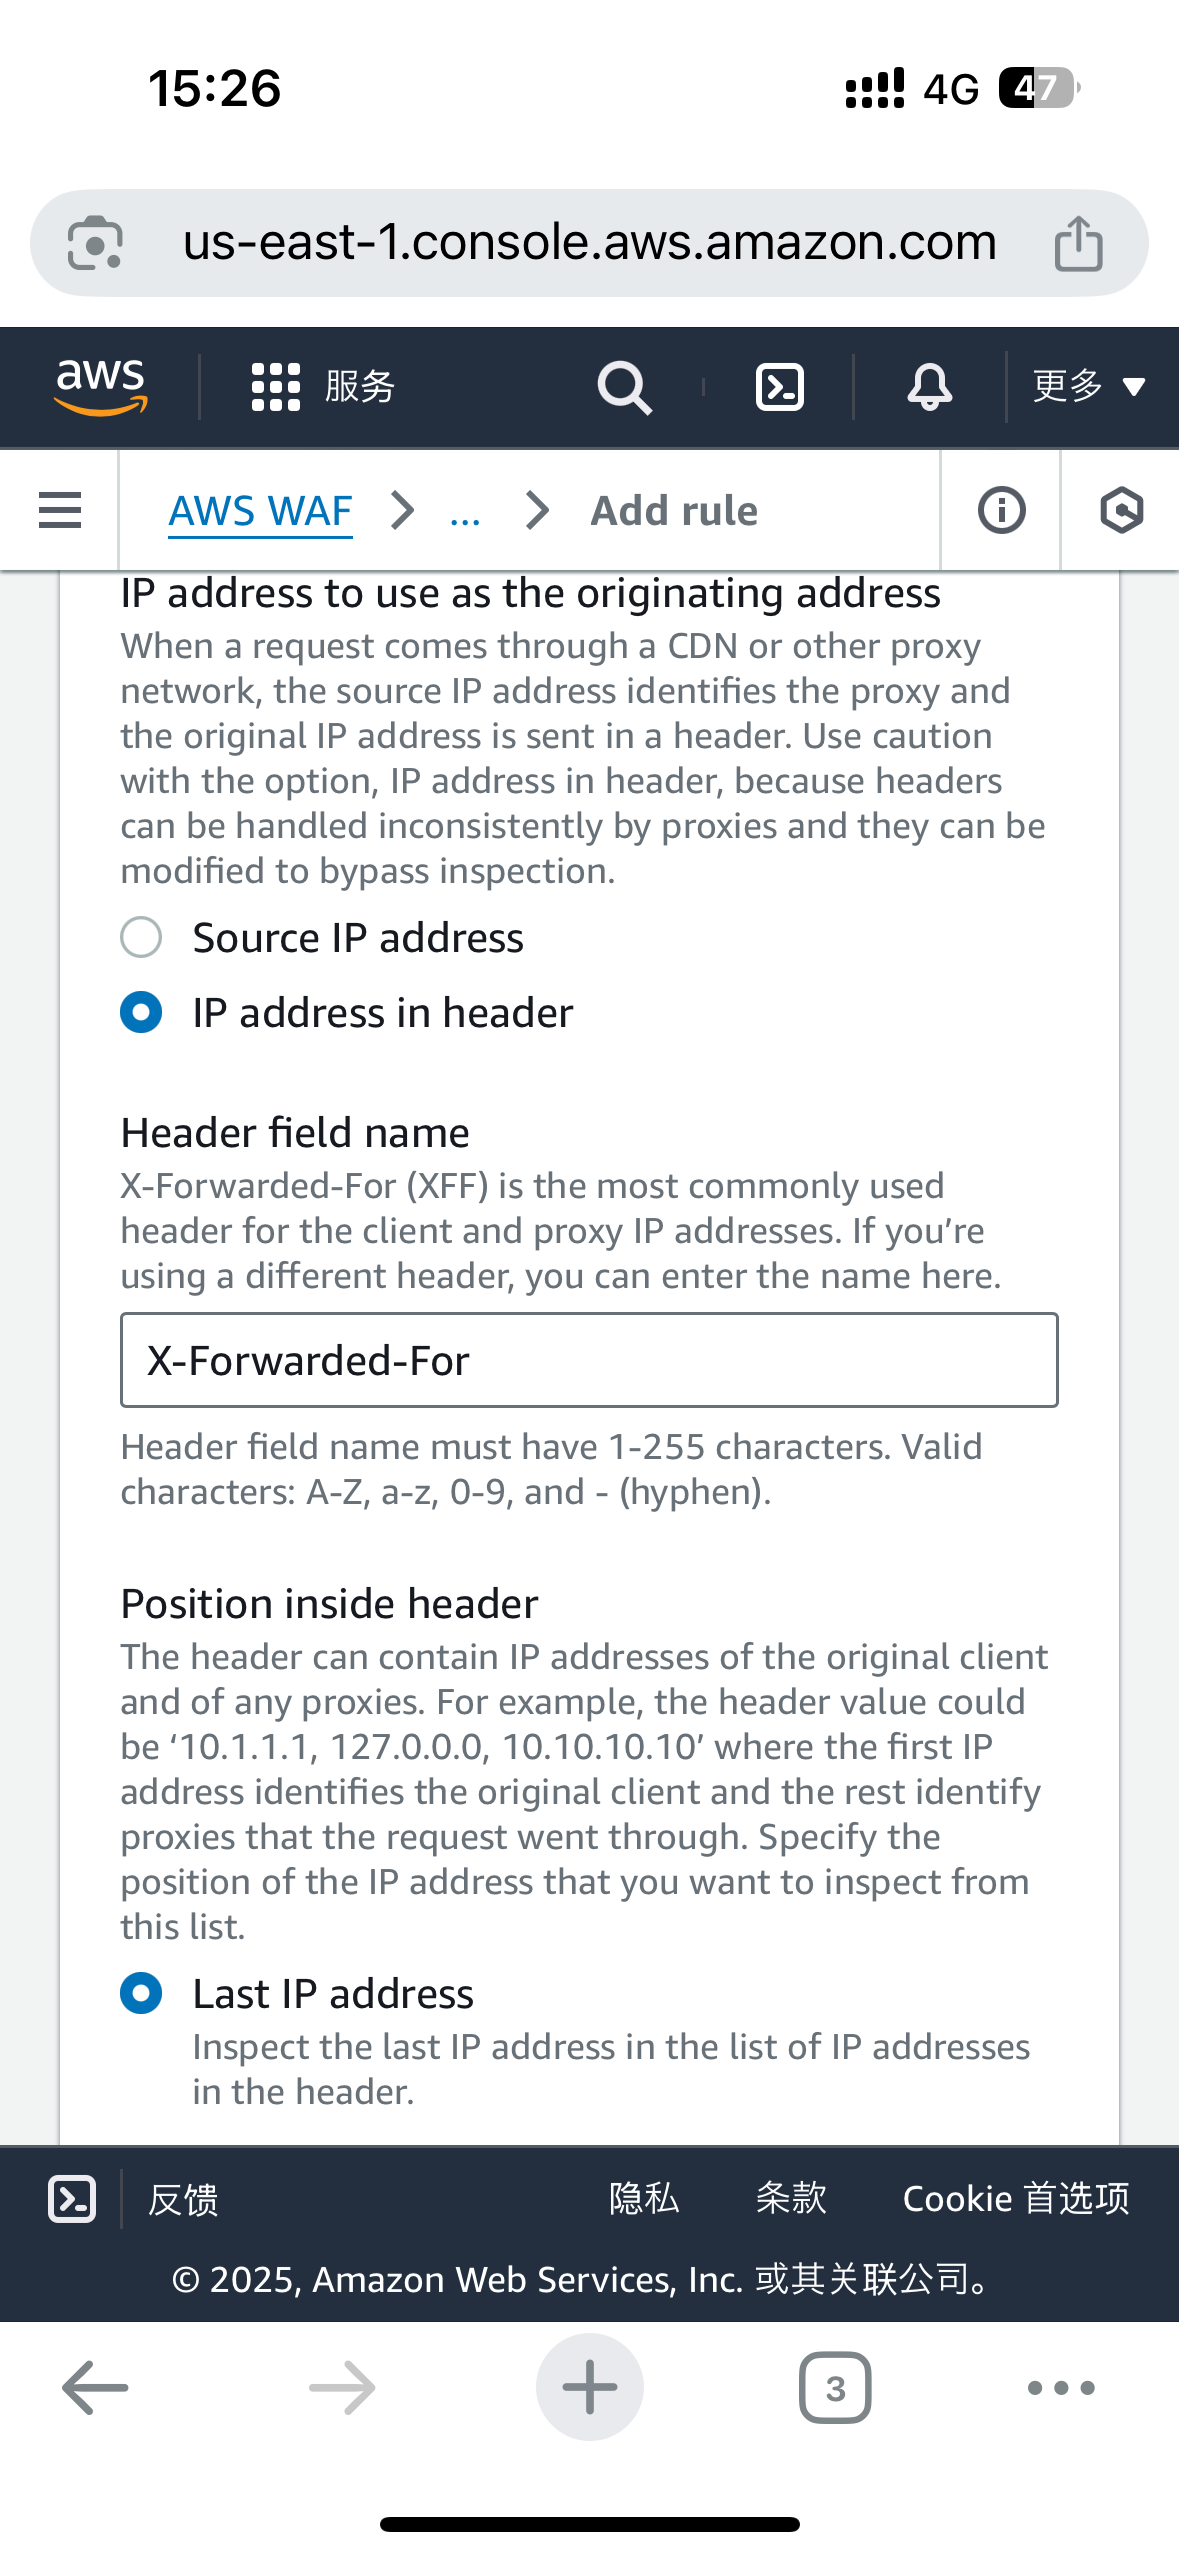 15:26
4G
47
us-east-1.console.aws.amazon.com
aws
服务
更多
AWS WAF
...
Add rule
IP address to use as the originating address
When a request comes through a CDN or other proxy
network, the source IP address identifies the proxy and
the original IP address is sent in a header. Use caution
with the option, IP address in header, because headers
can be handled inconsistently by proxies and they can be
modified to bypass inspection.
Source IP address
IP address in header
Header field name
X-Forwarded-For (XFF) is the most commonly used
header for the client and proxy IP addresses. If you’re
using a different header, you can enter the name here.
X-Forwarded-For
Header field name must have 1-255 characters. Valid
characters: A-Z, a-z, 0-9, and - (hyphen).
Position inside header
The header can contain IP addresses of the original client
and of any proxies. For example, the header value could
be ‘10.1.1.1, 127.0.0.0, 10.10.10.10’ where the first IP
address identifies the original client and the rest identify
proxies that the request went through. Specify the
position of the IP address that you want to inspect from
this list.
Last IP address
Inspect the last IP address in the list of IP addresses
in the header.
反馈
隐私
条款
Cookie 首选项
© 2025, Amazon Web Services, Inc. 或其关联公司。
3